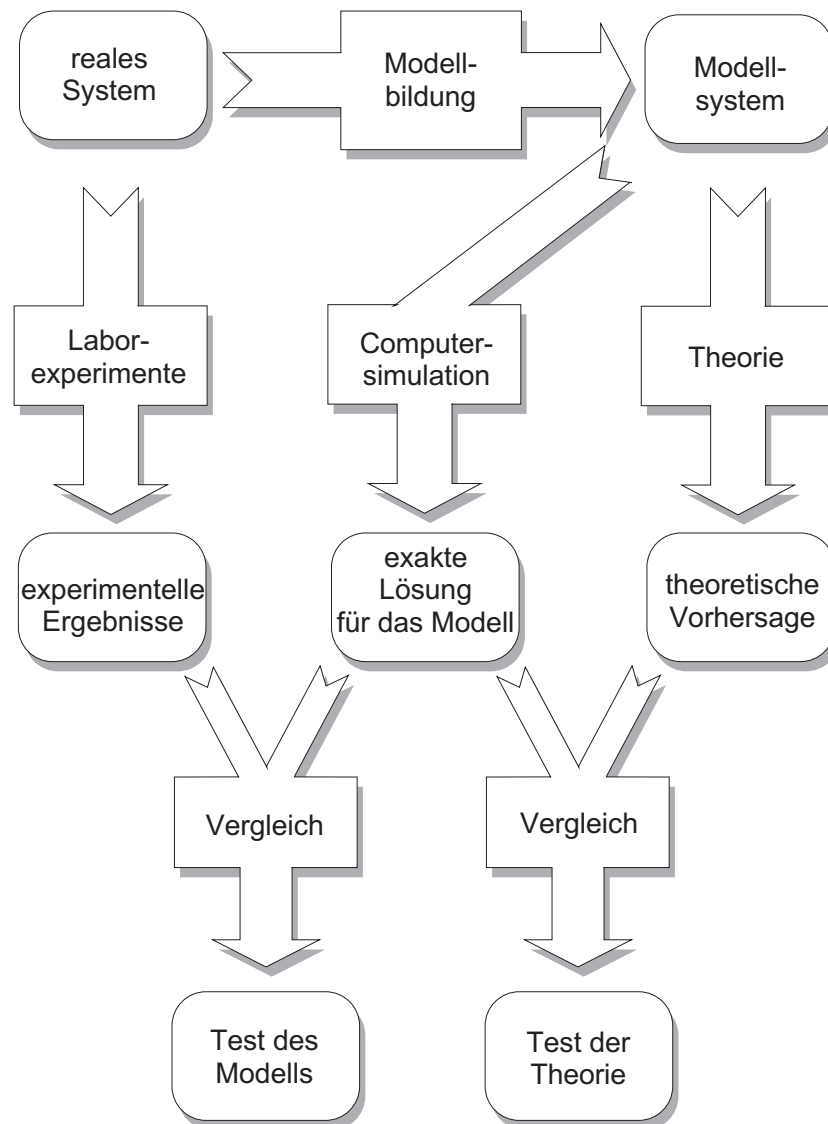 reales
System
Modell-
bildung
Modell-
system
Labor-
experimente
Computer-
simulation
Theorie
experimentelle
Ergebnisse
exakte
Lösung
für das Modell
theoretische
Vorhersage
Vergleich
Vergleich
Test des
Modells
Test der
Theorie